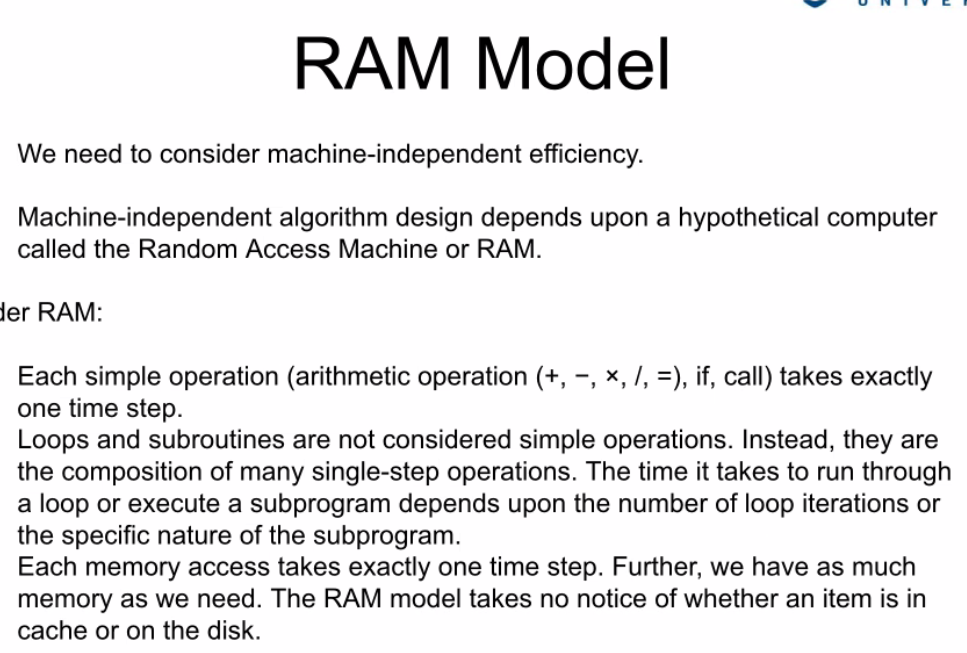 UNIVE
RAM Model
We need to consider machine-independent efficiency.
Machine-independent algorithm design depends upon a hypothetical computer
called the Random Access Machine or RAM.
der RAM:
Each simple operation (arithmetic operation (+, −, ×, /, =), if, call) takes exactly
one time step.
Loops and subroutines are not considered simple operations. Instead, they are
the composition of many single-step operations. The time it takes to run through
a loop or execute a subprogram depends upon the number of loop iterations or
the specific nature of the subprogram.
Each memory access takes exactly one time step. Further, we have as much
memory as we need. The RAM model takes no notice of whether an item is in
cache or on the disk.